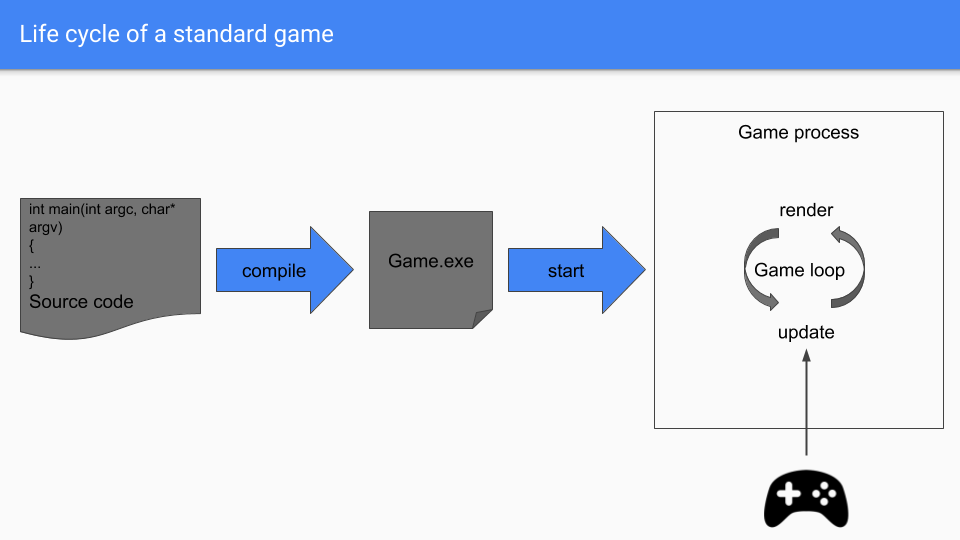 Life cycle of a standard game
int main(int argc, char*
argv)
{
...
}
Source code
compile
Game.exe
start
Game process
render
Game loop
update